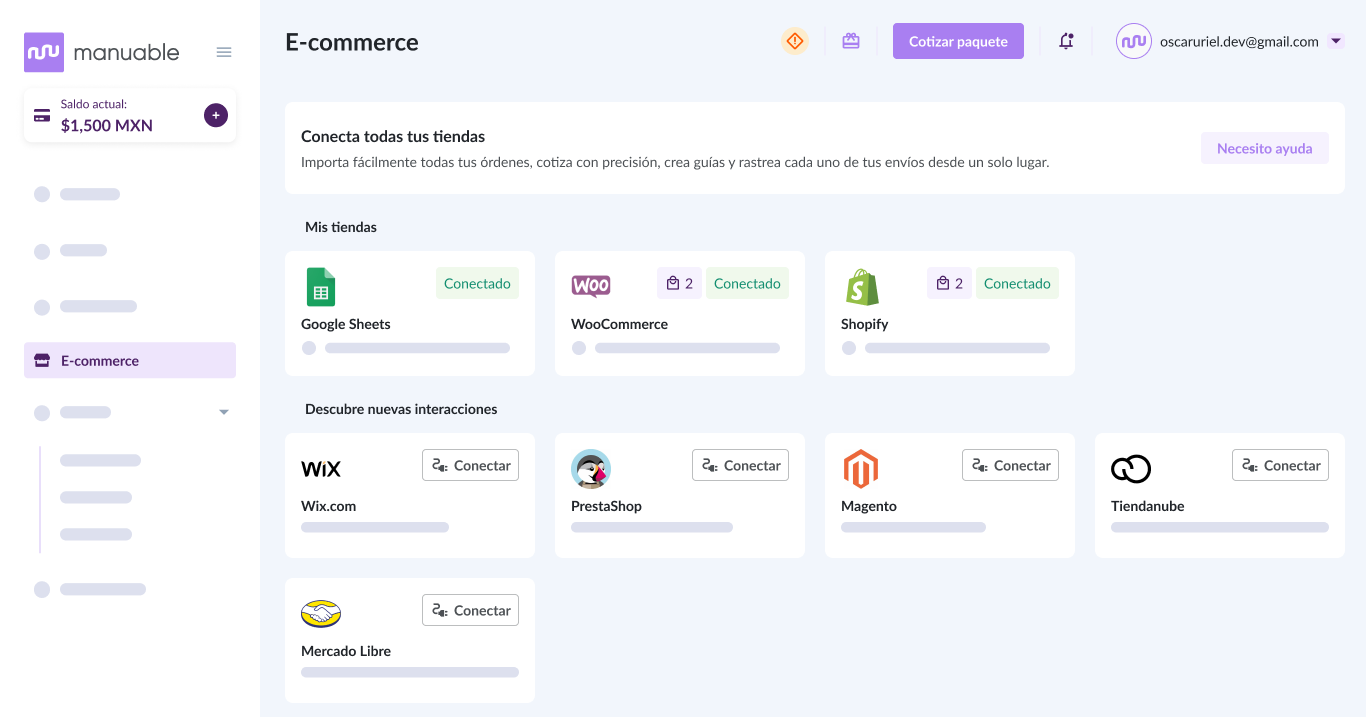 manuable
Saldo actual:
$1,500 MXN
E-commerce
E-commerce
Cotizar paquete
oscaruriel.dev@gmail.com
Conecta todas tus tiendas
Importa fácilmente todas tus órdenes, cotiza con precisión, crea guías y rastrea cada uno de tus envíos desde un solo lugar.
Necesito ayuda
Mis tiendas
Conectado
Google Sheets
WOO
2
Conectado
WooCommerce
2
Conectado
Shopify
Descubre nuevas interacciones
WiX
Conectar
Wix.com
Conectar
PrestaShop
Conectar
Magento
Conectar
Tiendanube
Conectar
Mercado Libre